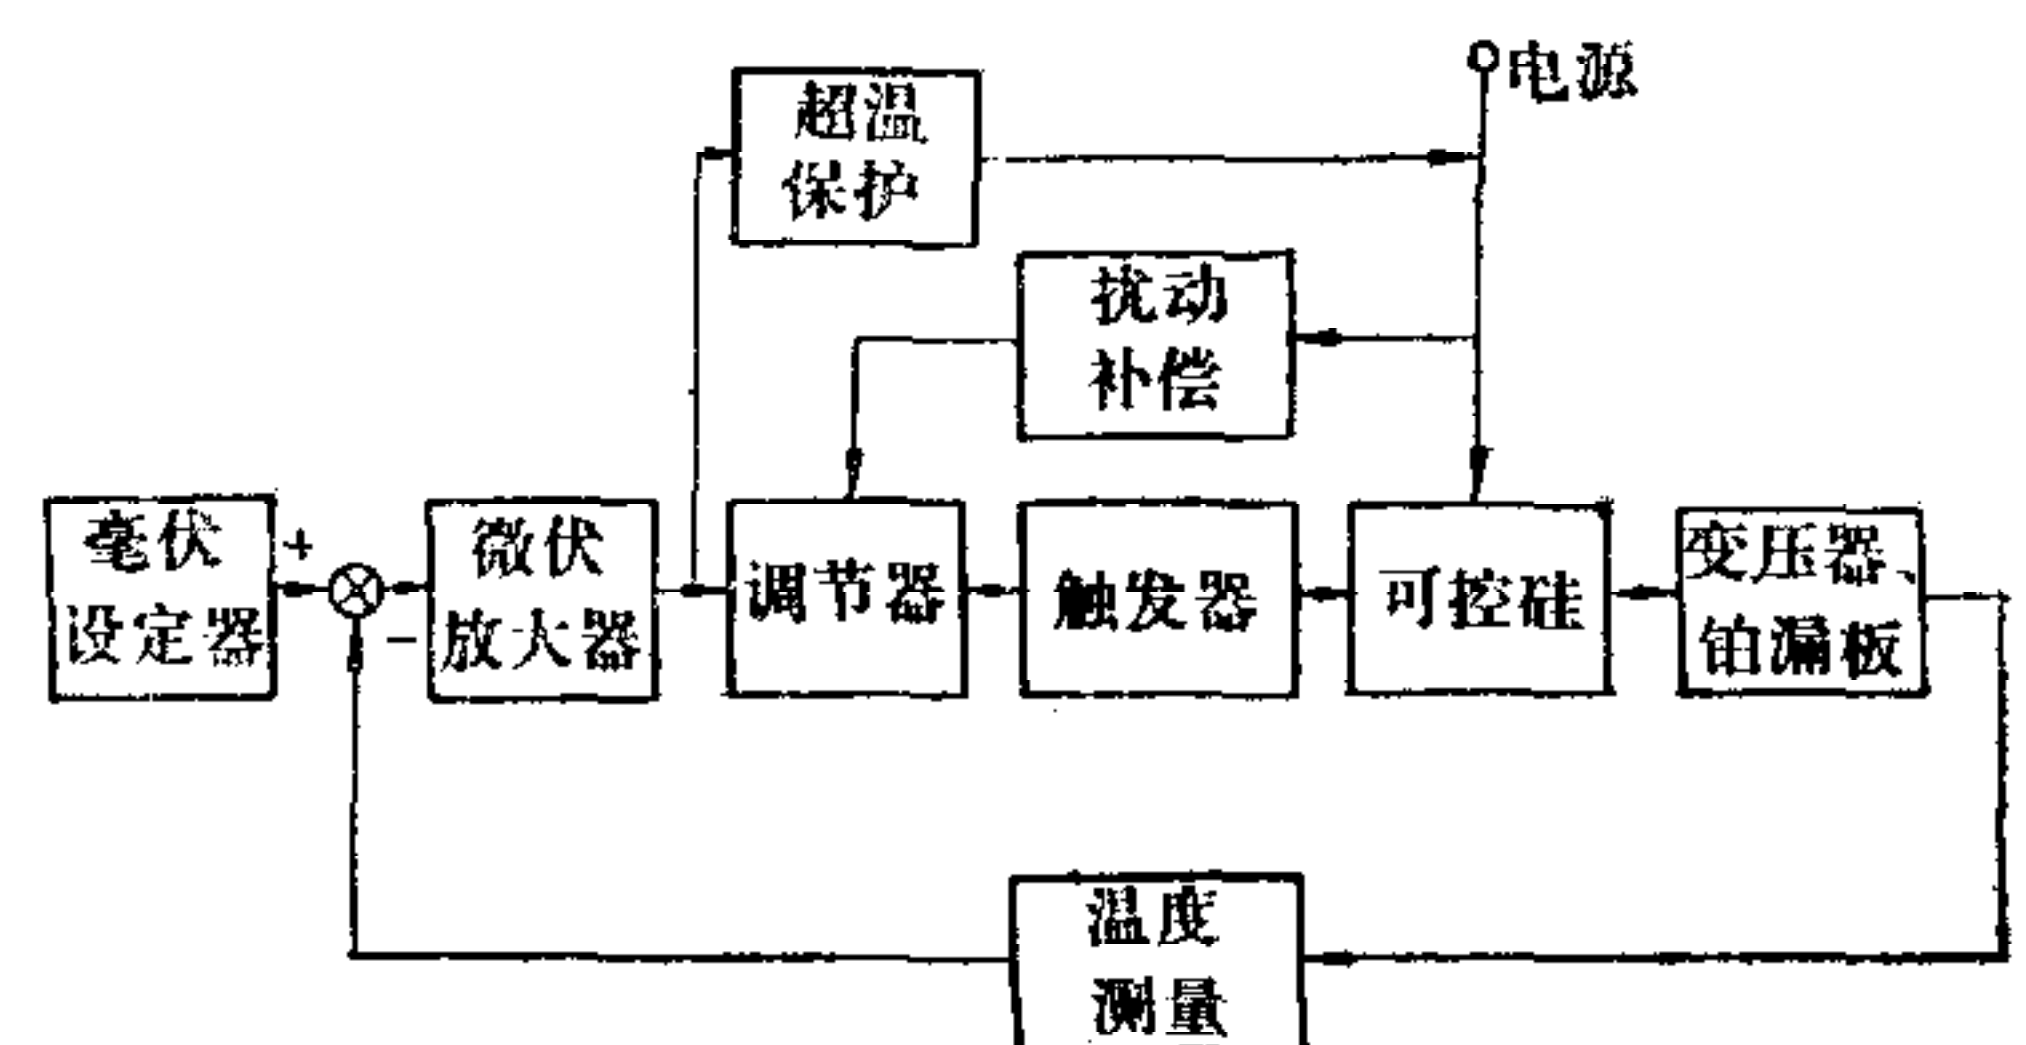 电源
超温
保护
扰动
补偿
毫伏
设定器
+
-
微伏
放大器
调节器
触发器
可控硅
变压器、
铂漏板
温度
测量